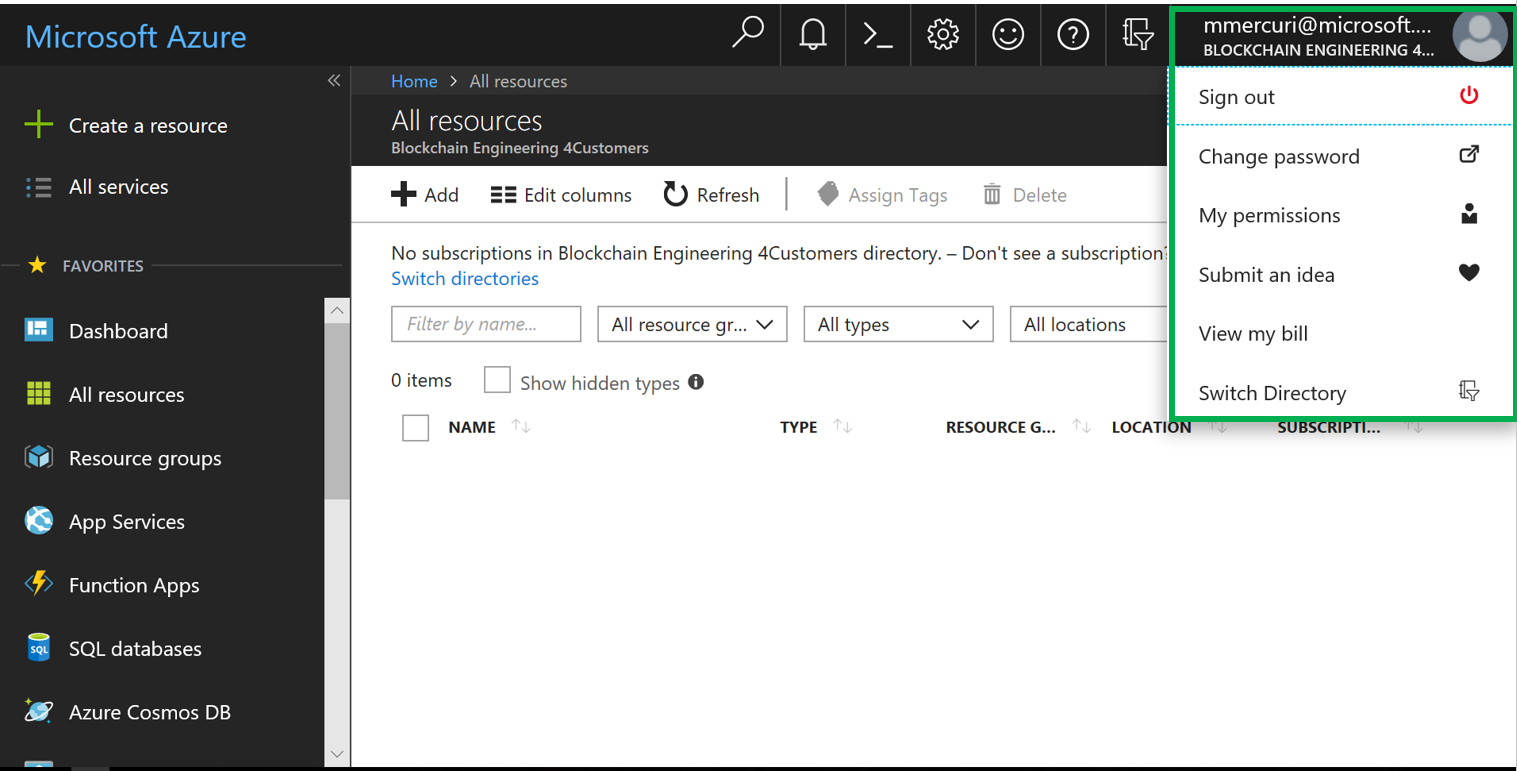 Microsoft Azure
mmercuri@microsoft....
BLOCKCHAIN ENGINEERING 4...
Create a resource
All services
FAVORITES
Dashboard
All resources
Resource groups
App Services
Function Apps
SQL
SQL databases
Azure Cosmos DB
Home > All resources
All resources
Blockchain Engineering 4Customers
Add Edit columns Refresh Assign Tags Delete
No subscriptions in Blockchain Engineering 4Customers directory. – Don't see a subscription?
Switch directories
Filter by name... All resource gr... All types All locations
0 items Show hidden types
NAME TYPE RESOURCE G... LOCATION SUBSCRIPTI...
Sign out
Change password
My permissions
Submit an idea
View my bill
Switch Directory